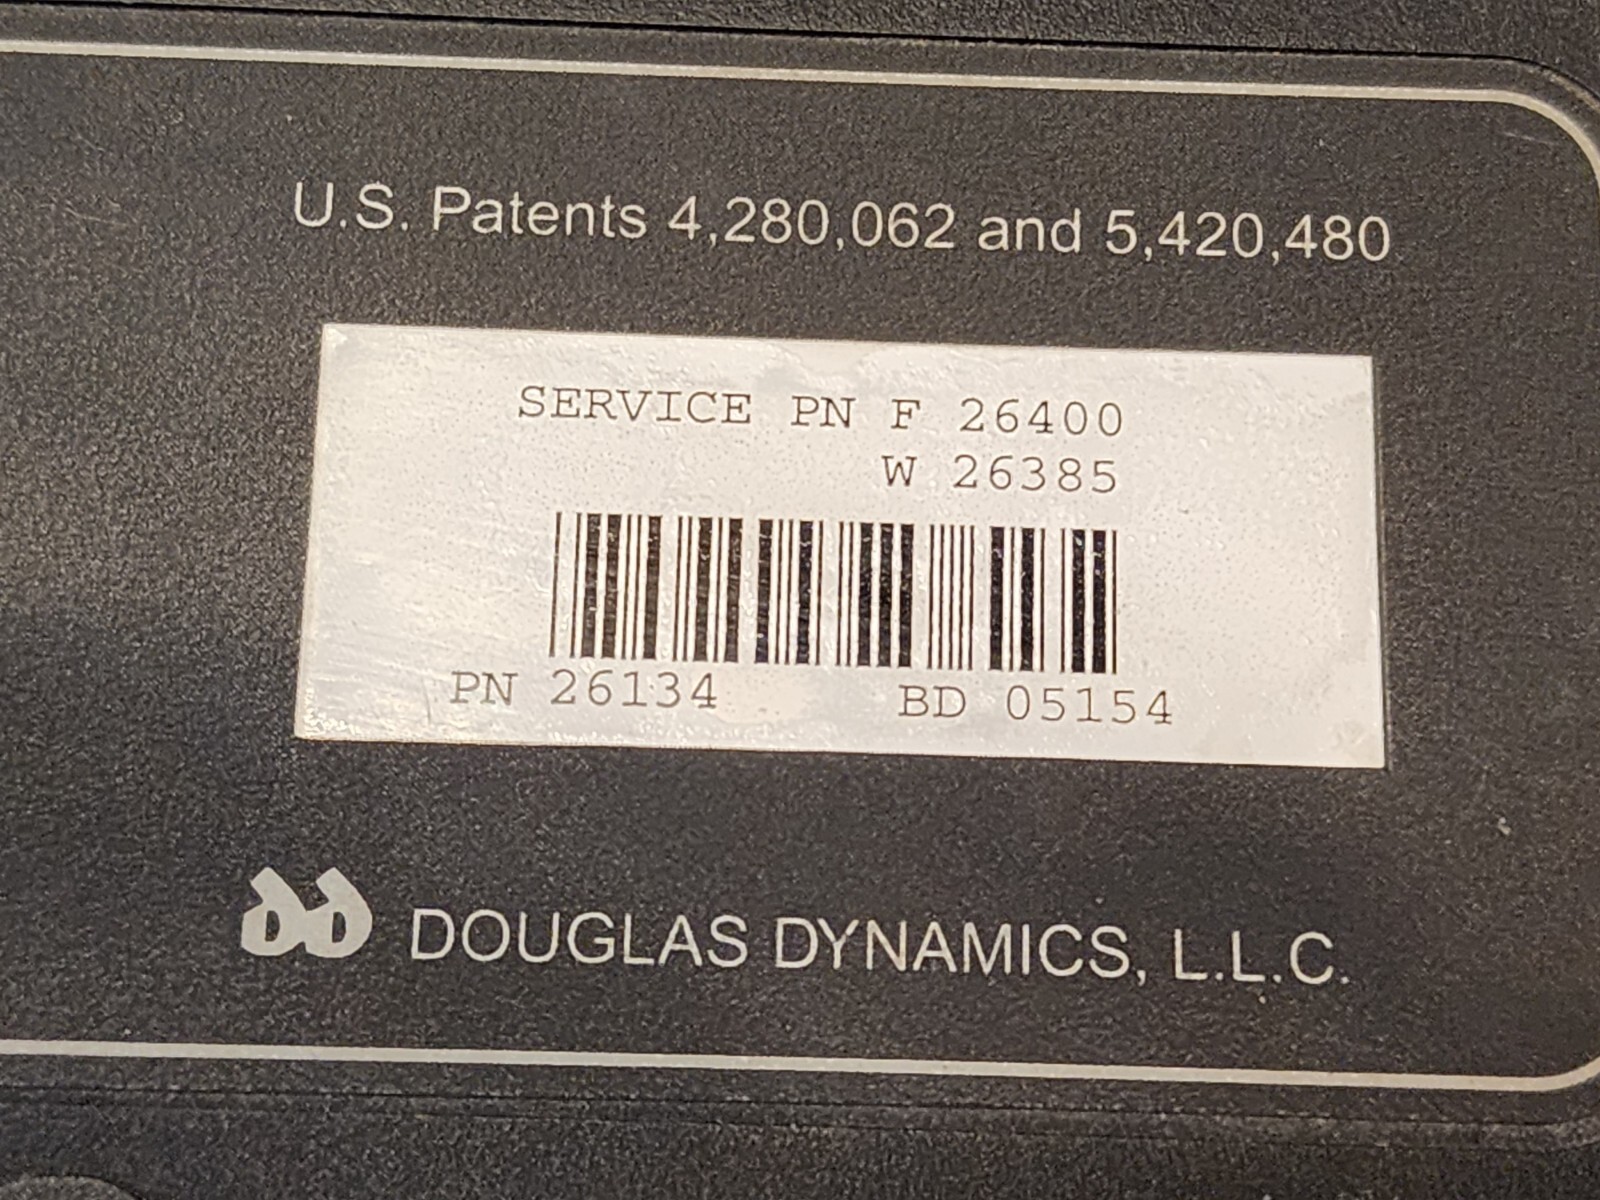 U.S. Patents 4,280,062 and 5,420,480
SERVICE PN F 26400
W 26385
PN 26134 BD 05154
DOUGLAS DYNAMICS, L.L.C.